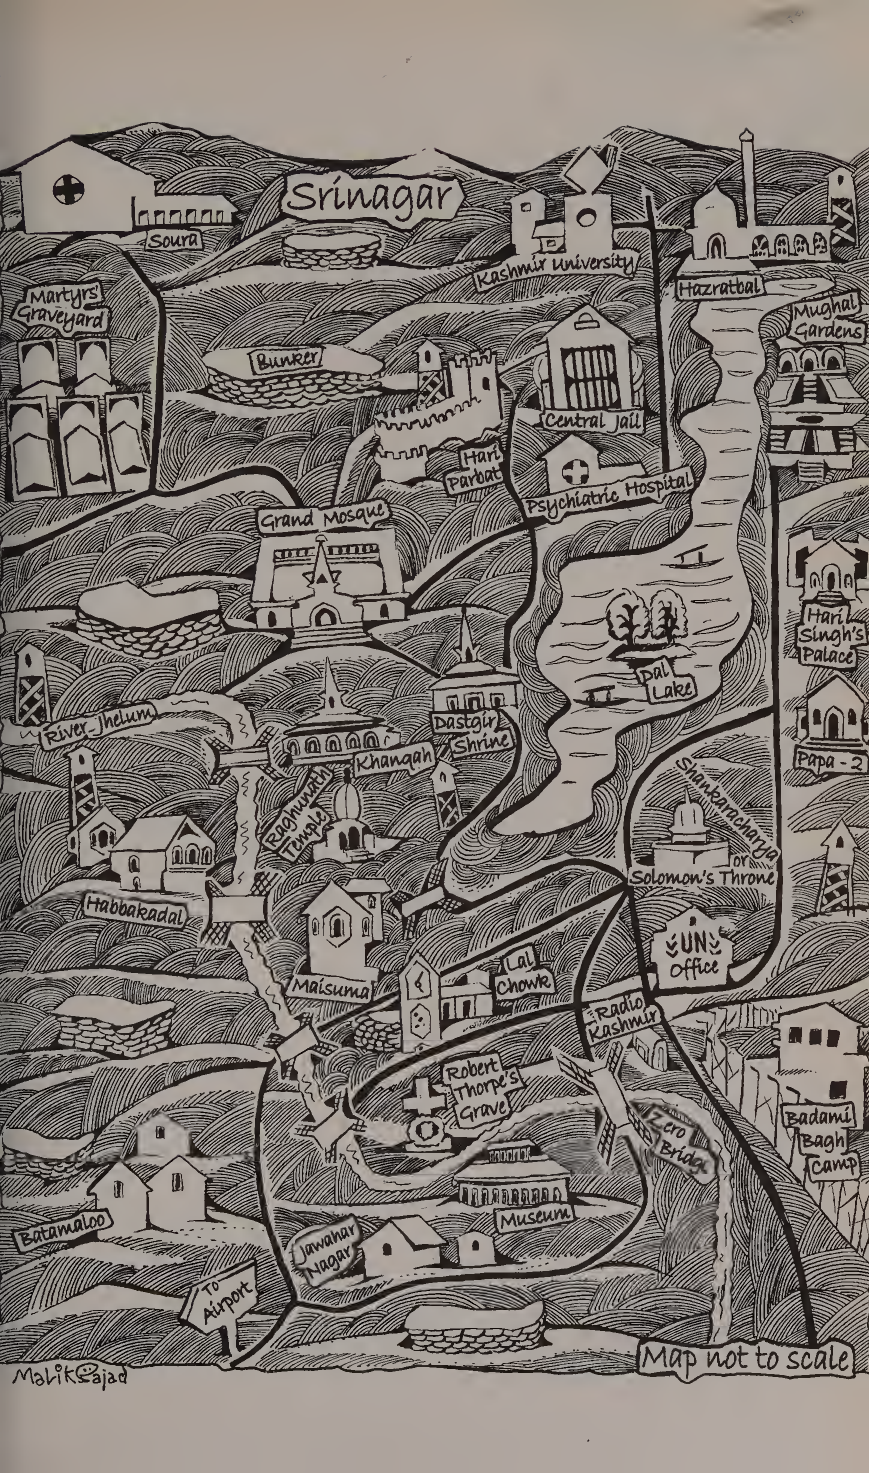 Srinagar
Soura
Kashmir University
Hazratbal
Martyrs'
Graveyard
Mughal
Gardens
Bunker
Central Jail
Hari
Parbat
Psychiatric Hospital
Grand Mosque
Hari
Singh's
Palace
Dal
Lake
River Jhelum
Dastgir
Shrine
Khanqah
Papa-2
Raghunath
Temple
Shankaracharya
or
Solomon's Throne
Habbakadal
UN
Office
Maisuma
Lal
Chowk
Radio
Kashmir
Robert
Thorpe's
Grave
Badami
Bagh
Camp
Zero
Bridge
Museum
Batamaloo
Jawahar
Nagar
To
Airport
Map not to scale
Malik Sajad